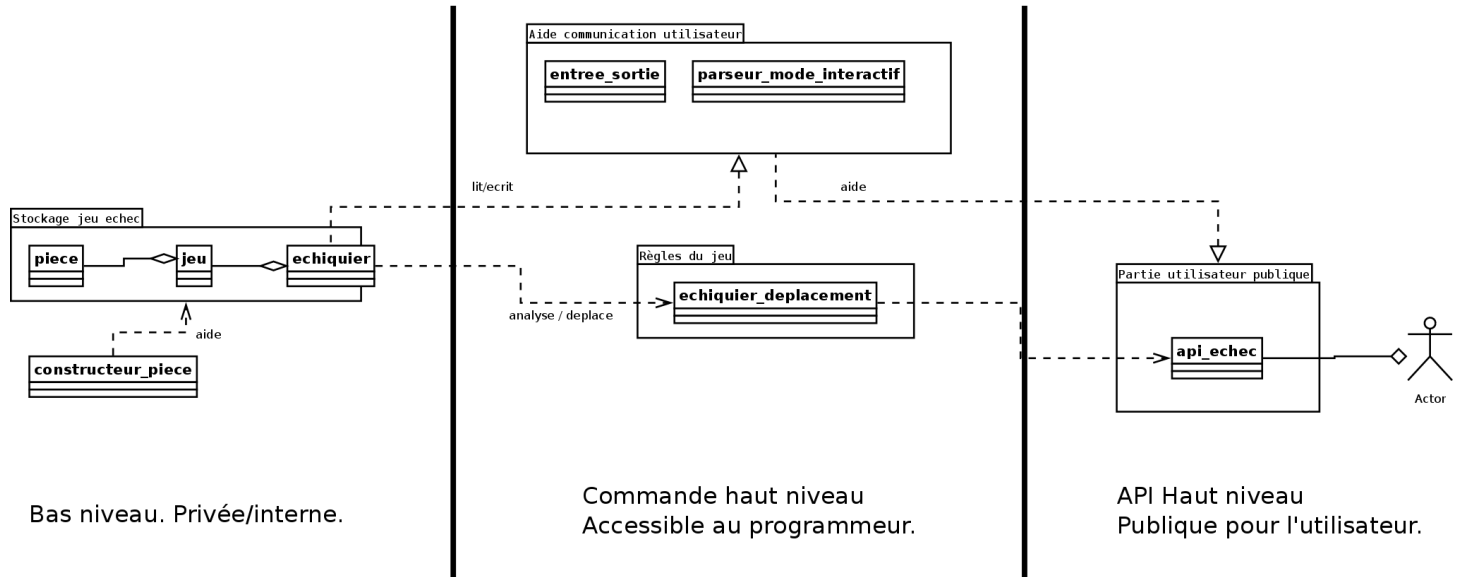 Aide communication utilisateur
entree_sortie
parseur_mode_interactif
lit/ecrit
aide
Stockage jeu echec
piece
jeu
echiquier
Règles du jeu
echiquier_deplacement
analyse / deplace
Partie utilisateur publique
api_echec
Actor
aide
constructeur_piece
Bas niveau. Privée/interne.
Commande haut niveau
Accessible au programmeur.
API Haut niveau
Publique pour l'utilisateur.